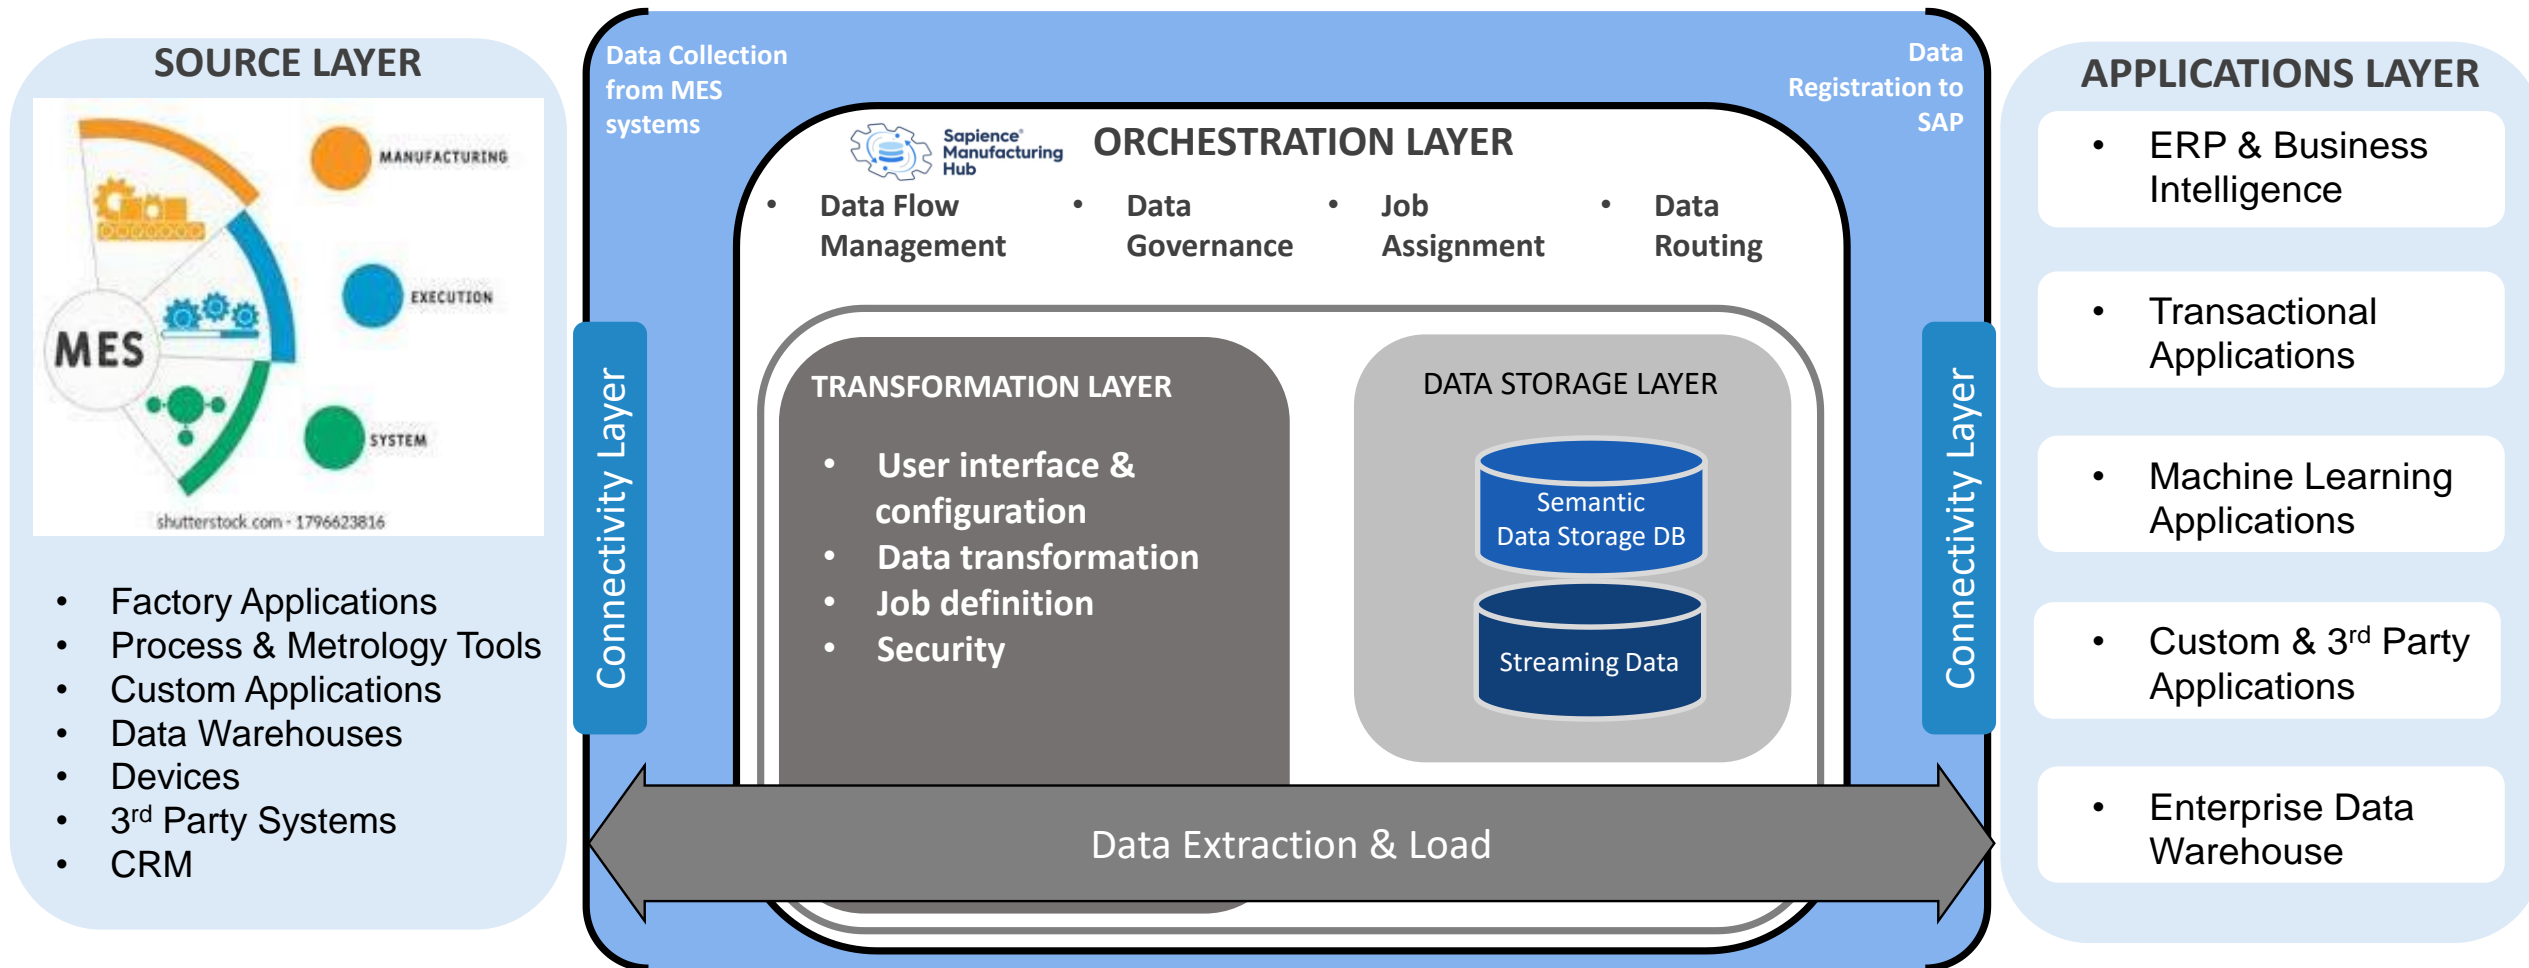 SOURCE LAYER
MANUFACTURING
EXECUTION
MES
SYSTEM
shutterstock.com · 1796623816
• Factory Applications
• Process & Metrology Tools
• Custom Applications
• Data Warehouses
• Devices
• 3rd Party Systems
• CRM
Data Collection
from MES
systems
Connectivity Layer
Sapience®
Manufacturing
Hub
ORCHESTRATION LAYER
• Data Flow
Management
• Data
Governance
• Job
Assignment
• Data
Routing
TRANSFORMATION LAYER
• User interface &
configuration
• Data transformation
• Job definition
• Security
DATA STORAGE LAYER
Semantic
Data Storage DB
Streaming Data
Data Extraction & Load
Data
Registration to
SAP
Connectivity Layer
APPLICATIONS LAYER
• ERP & Business
Intelligence
• Transactional
Applications
• Machine Learning
Applications
• Custom & 3rd Party
Applications
• Enterprise Data
Warehouse